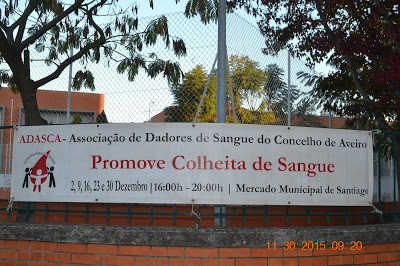 ADASCA - Associação de Dadores de Sangue do Concelho de Aveiro
Promove Colheita de Sangue
2, 9, 16, 23 e 30 Dezembro | 16:00h - 20:00h | Mercado Municipal de Santiago
11 30 2015 09 20